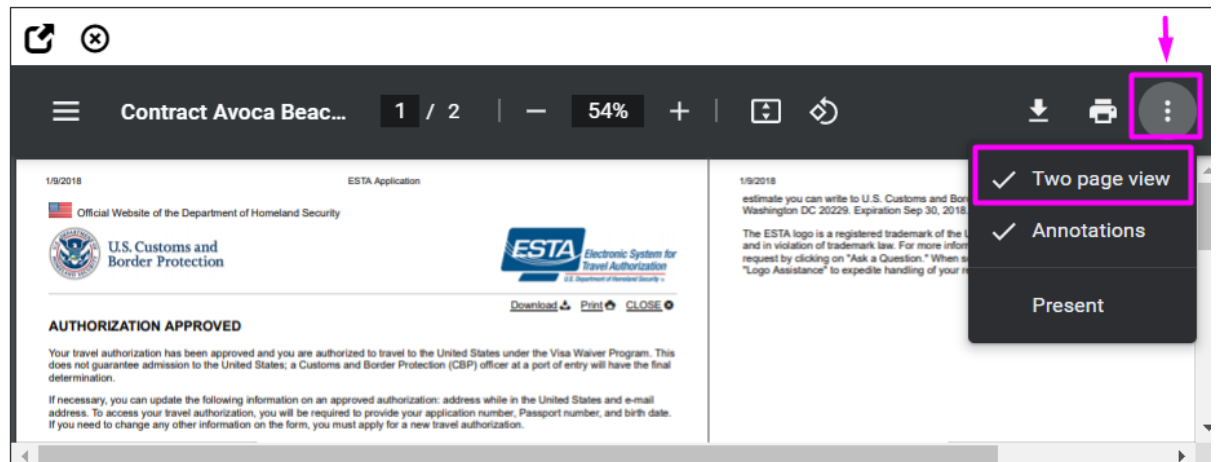 Contract Avoca Beac... 1 / 2 54%
Two page view
Annotations
Present
1/9/2018 ESTA Application
Official Website of the Department of Homeland Security
U.S. Customs and
Border Protection
ESTA Electronic System for
Travel Authorization
U.S. Department of Homeland Security
Download Print CLOSE
AUTHORIZATION APPROVED
Your travel authorization has been approved and you are authorized to travel to the United States under the Visa Waiver Program. This
does not guarantee admission to the United States; a Customs and Border Protection (CBP) officer at a port of entry will have the final
determination.
If necessary, you can update the following information on an approved authorization: address while in the United States and e-mail
address. To access your travel authorization, you will be required to provide your application number, Passport number, and birth date.
If you need to change any other information on the form, you must apply for a new travel authorization.
1/9/2018
estimate you can write to U.S. Customs and Bor
Washington DC 20229. Expiration Sep 30, 2018.
The ESTA logo is a registered trademark of the
and in violation of trademark law. For more inform
request by clicking on "Ask a Question." When s
"Logo Assistance" to expedite handling of your re